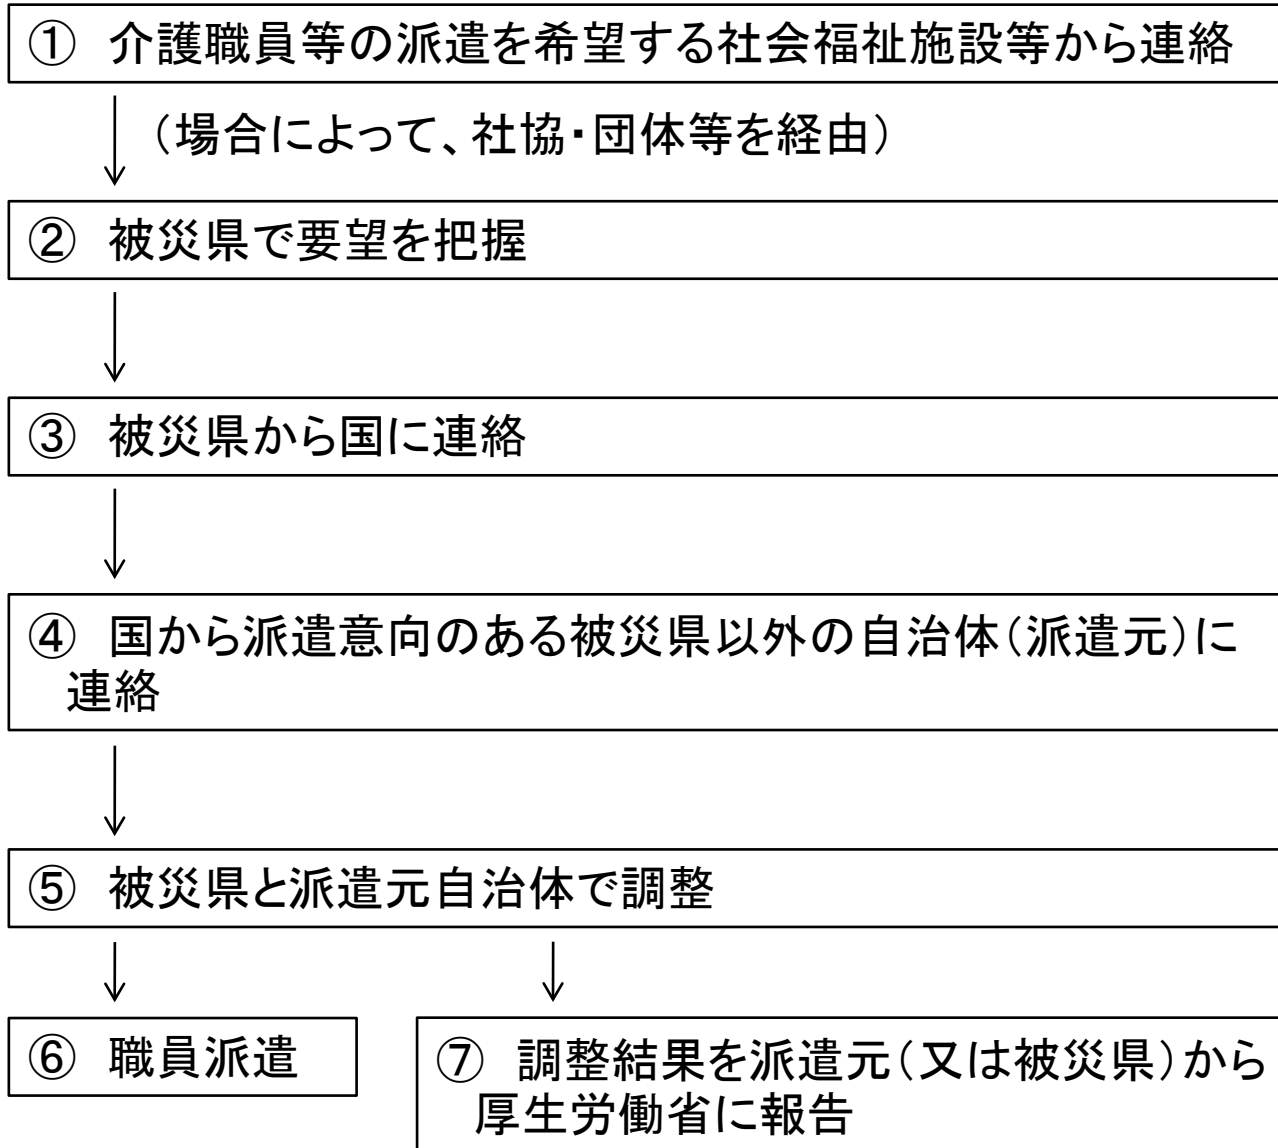 ① 介護職員等の派遣を希望する社会福祉施設等から連絡
（場合によって、社協・団体等を経由）
② 被災県で要望を把握
③ 被災県から国に連絡
④ 国から派遣意向のある被災県以外の自治体（派遣元）に
連絡
⑤ 被災県と派遣元自治体で調整
⑥ 職員派遣
⑦ 調整結果を派遣元（又は被災県）から
厚生労働省に報告